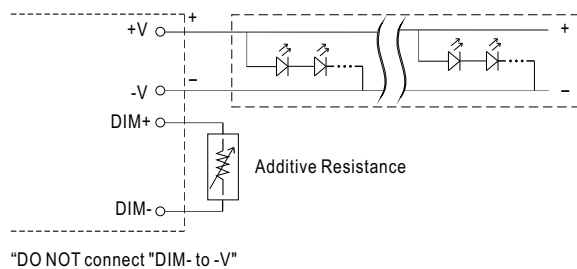 +V + +
-V − −
DIM+
Additive Resistance
DIM-
“DO NOT connect "DIM- to -V"